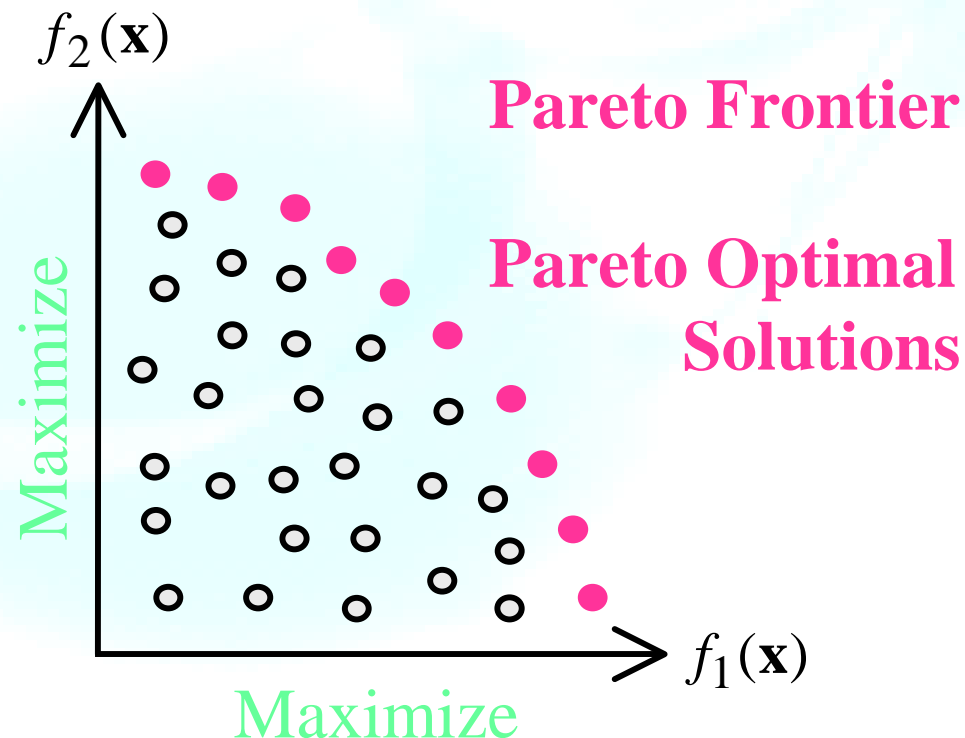 f₂(x)
Pareto Frontier
Pareto Optimal
Solutions
Maximize
f₁(x)
Maximize